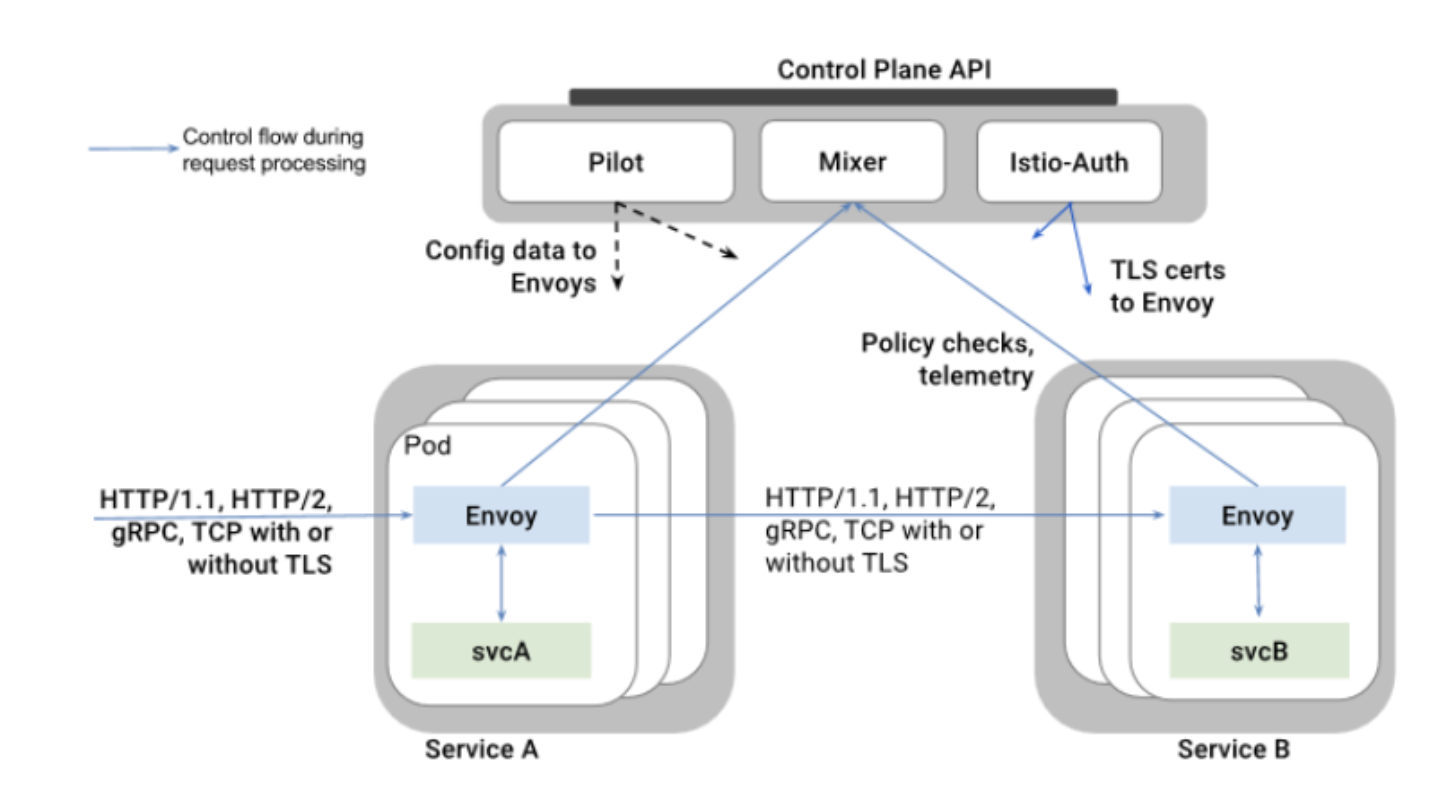 Control Plane API
Control flow during
request processing
Pilot
Mixer
Istio-Auth
Config data to
Envoys
TLS certs
to Envoy
Policy checks,
telemetry
Pod
HTTP/1.1, HTTP/2,
gRPC, TCP with or
without TLS
Envoy
svcA
HTTP/1.1, HTTP/2,
gRPC, TCP with or
without TLS
Envoy
svcB
Service A
Service B